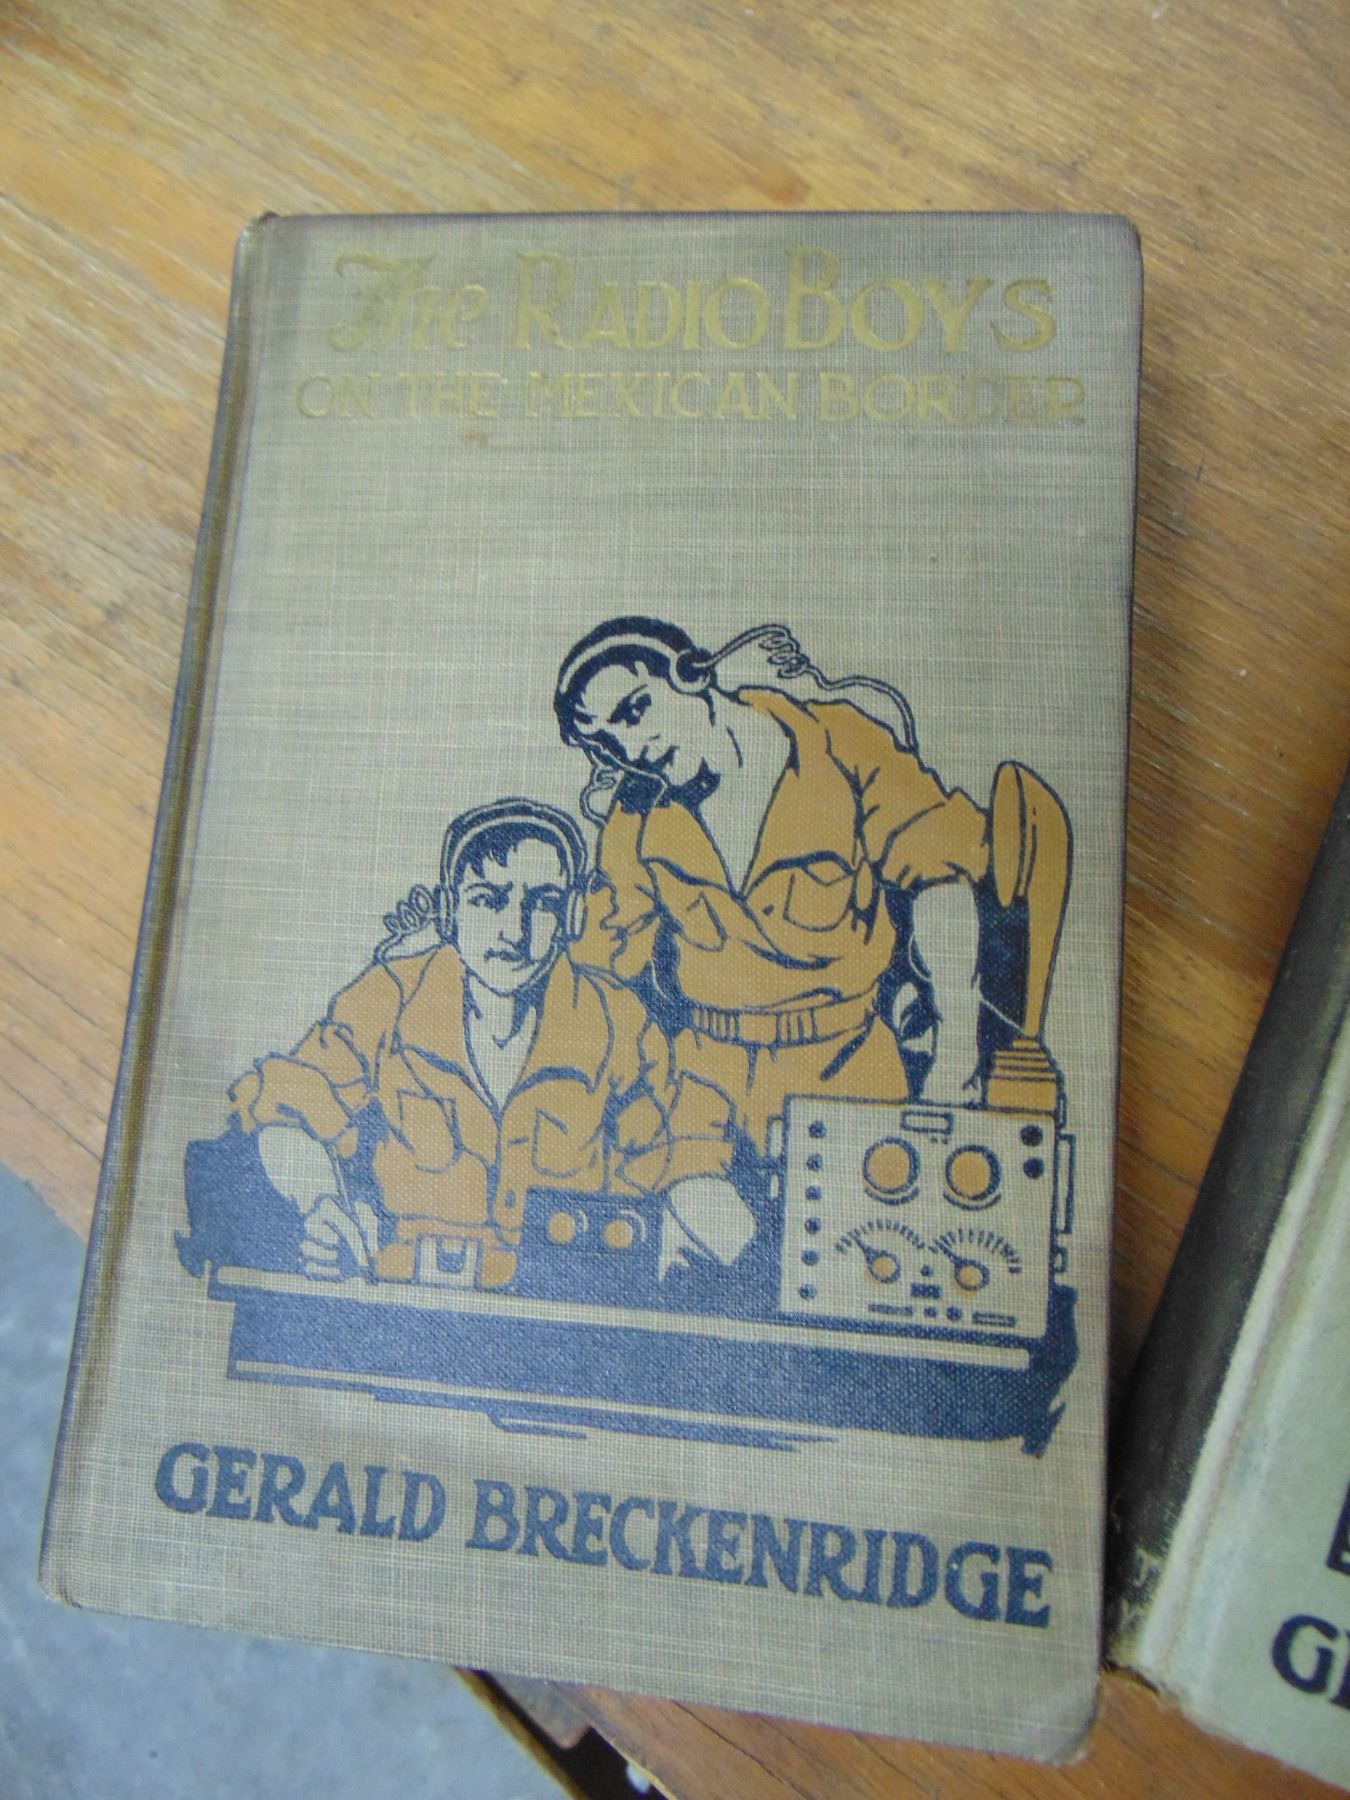 The RADIO BOYS
ON THE MEXICAN BORDER
GERALD BRECKENRIDGE